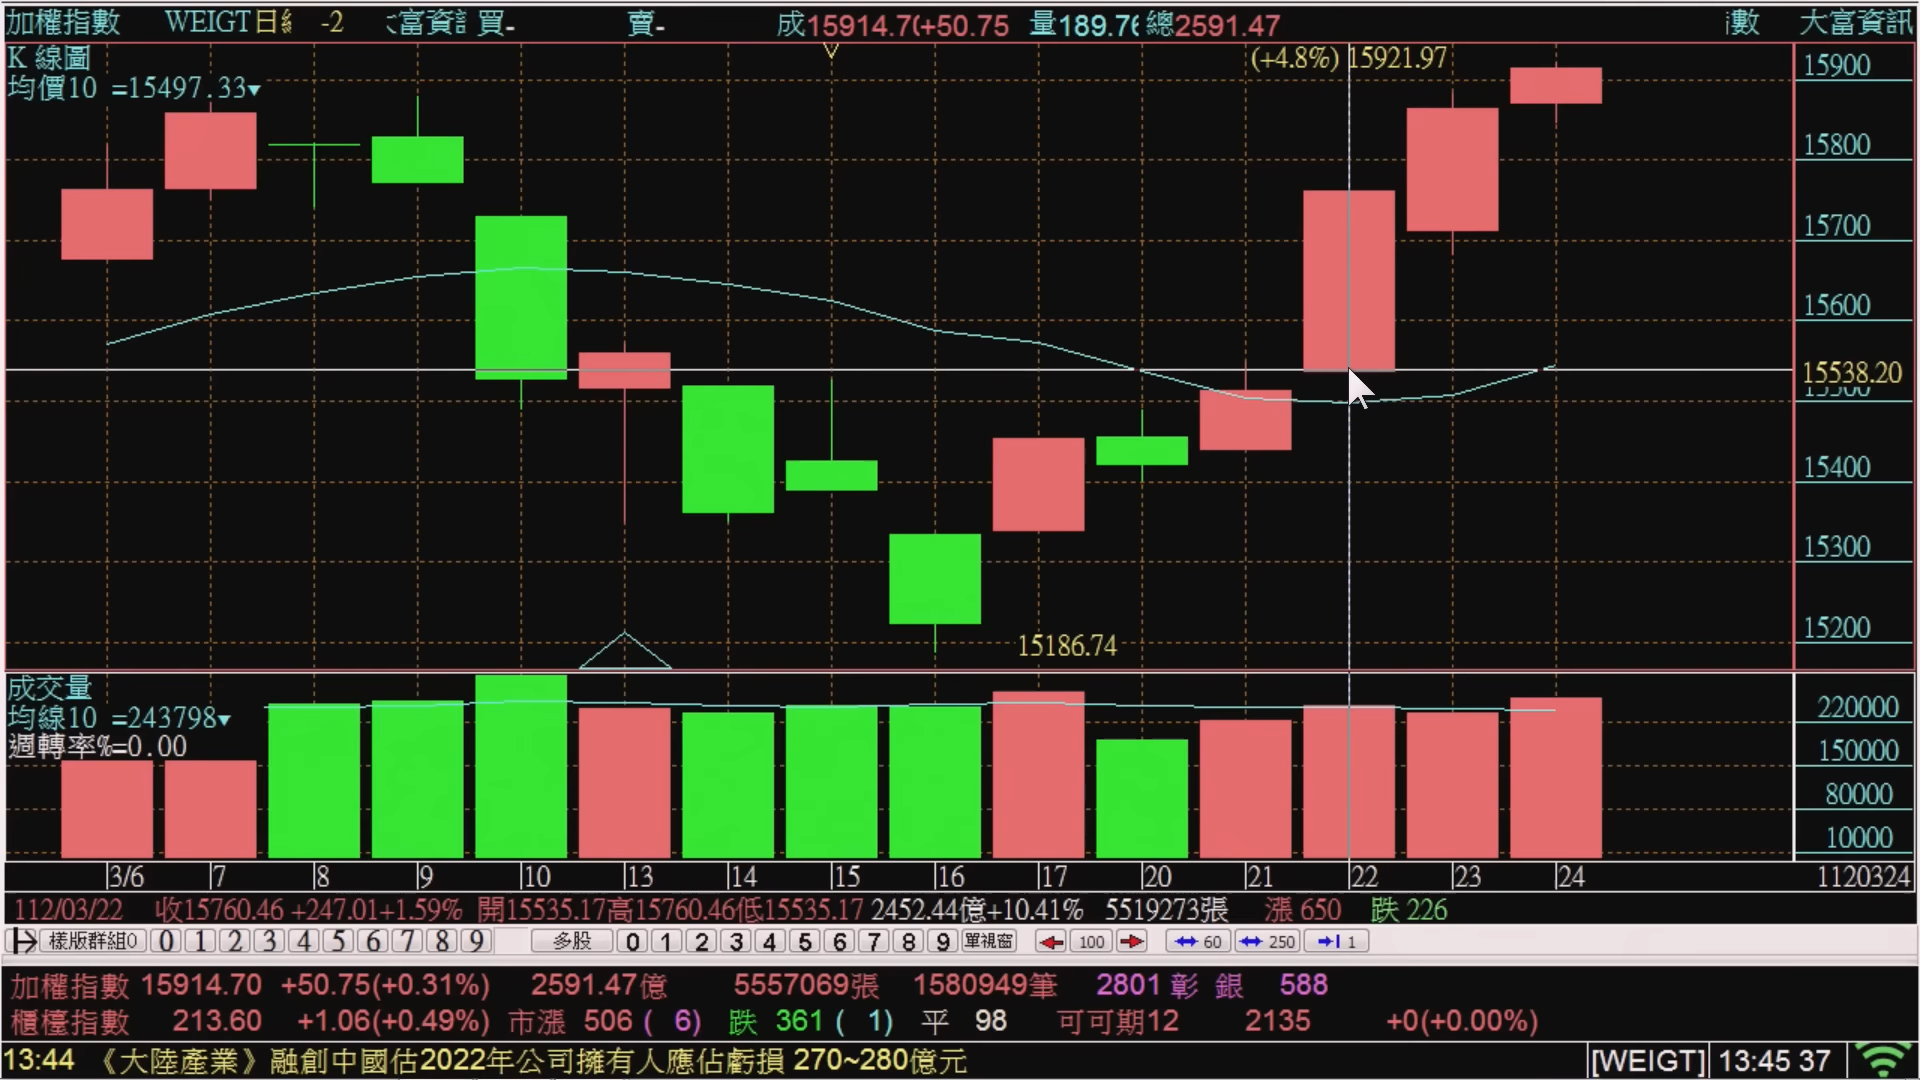 加權指數 WEIGT日 -2 富資 買- 賣- 成15914.7(+50.75 量189.76 總2591.47 數 大富資訊
K 線圖
(+4.8%) 15921.97
均價10 =15497.33▼
15900
15800
15700
15600
15538.20
15500
15400
15300
15200
15186.74
成交量
均線10 =243798▼
週轉率%=0.00
220000
150000
80000
10000
3/6 7 8 9 10 13 14 15 16 17 20 21 22 23 24 1120324
112/03/22 收15760.46 +247.01+1.59% 開15535.17高15760.46低15535.17 2452.44億+10.41% 5519273張 漲 650 跌 226
樣版群組0 0 1 2 3 4 5 6 7 8 9 多股 0 1 2 3 4 5 6 7 8 9 單視窗 100 60 250 1
加權指數 15914.70 +50.75(+0.31%) 2591.47億 5557069張 1580949筆 2801 彰 銀 588
櫃檯指數 213.60 +1.06(+0.49%) 市漲 506 ( 6) 跌 361 ( 1) 平 98 可可期12 2135 +0(+0.00%)
13:44 《大陸產業》融創中國估2022年公司擁有人應佔虧損 270~280億元 [WEIGT] 13:45 37